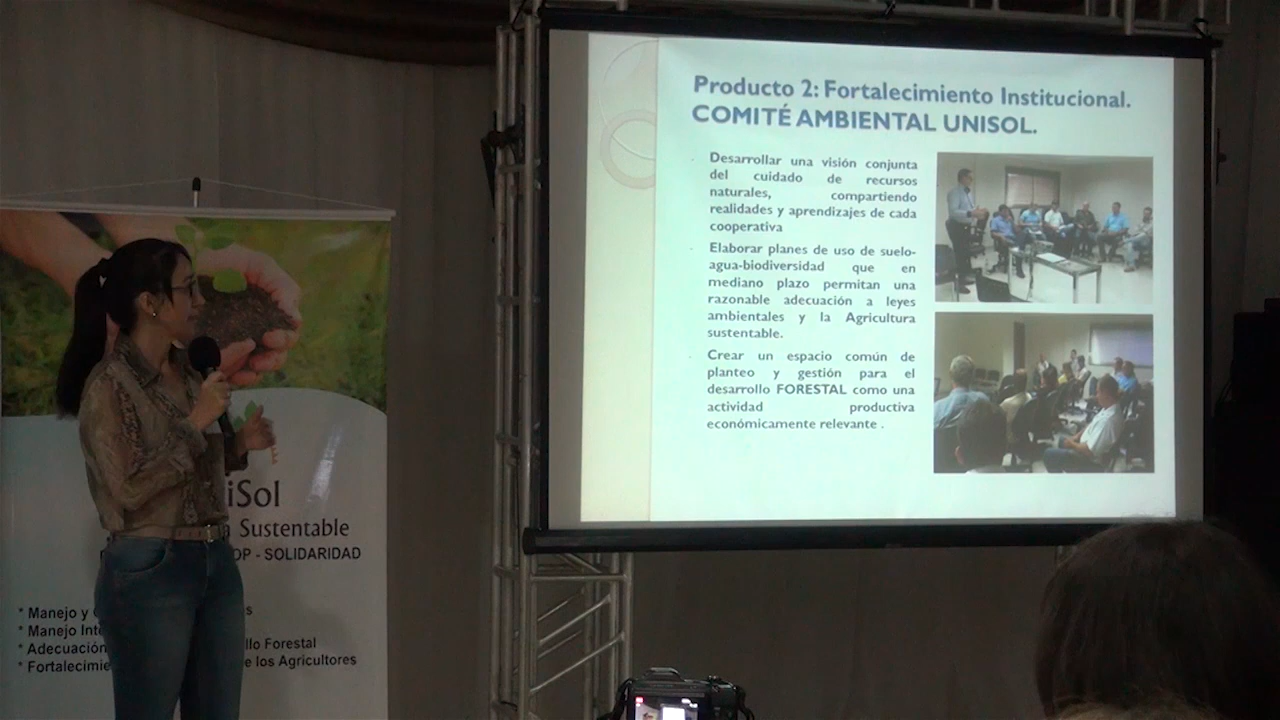 Producto 2: Fortalecimiento Institucional.
COMITÉ AMBIENTAL UNISOL.
Desarrollar una visión conjunta
del cuidado de recursos
naturales, compartiendo
realidades y aprendizajes de cada
cooperativa
Elaborar planes de uso de suelo-
agua-biodiversidad que en
mediano plazo permitan una
razonable adecuación a leyes
ambientales y la Agricultura
sustentable.
Crear un espacio común de
planteo y gestión para el
desarrollo FORESTAL como una
actividad productiva
económicamente relevante .
iSol
a Sustentable
OP - SOLIDARIDAD
* Manejo y
* Manejo Inte
* Adecuación llo Forestal
* Fortalecimie e los Agricultores